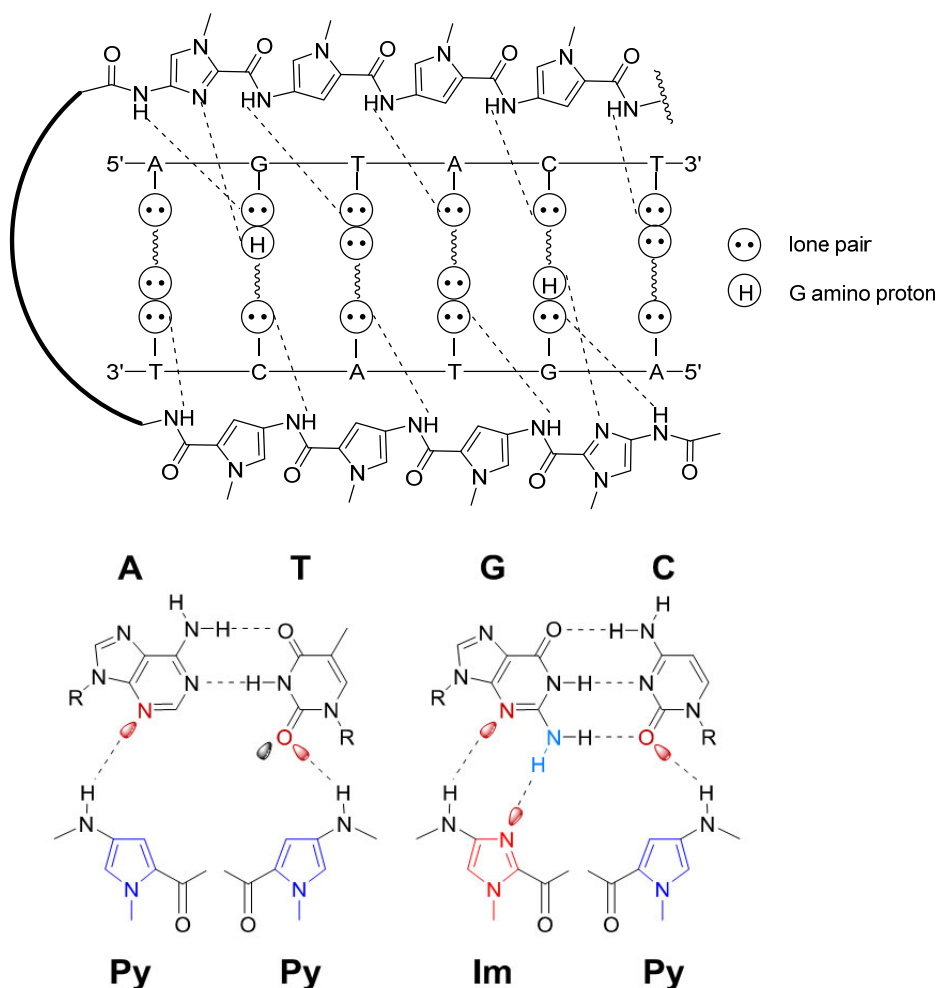 O N O N O N O N O
N H N HN HN HN HN
5' A G T A C T 3'
H
lone pair
H
H
G amino proton
3' T C A T G A 5'
NH NH NH NH N H N
O N O N O N O N O
A T G C
H H
N N H O N O H N H
N N H N N N H N
R N O R R N N H O R
H
H H H H
N N N N N
N N N N
O O O O
Py Py Im Py